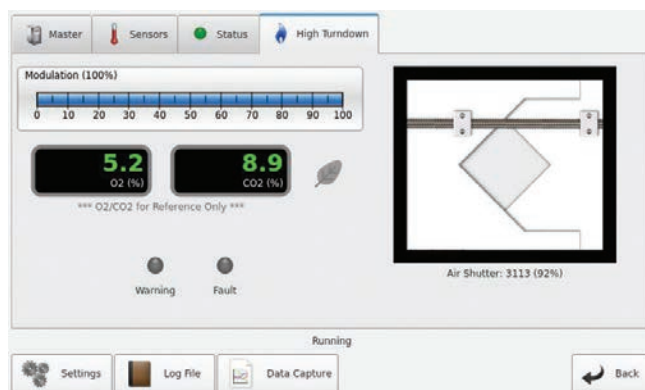 Master Sensors Status High Turndown
Modulation (100%)
0 10 20 30 40 50 60 70 80 90 100
5.2 8.9
O2 (%) CO2 (%)
*** O2/CO2 for Reference Only ***
Air Shutter: 3113 (92%)
Warning Fault
Running
Settings Log File Data Capture Back